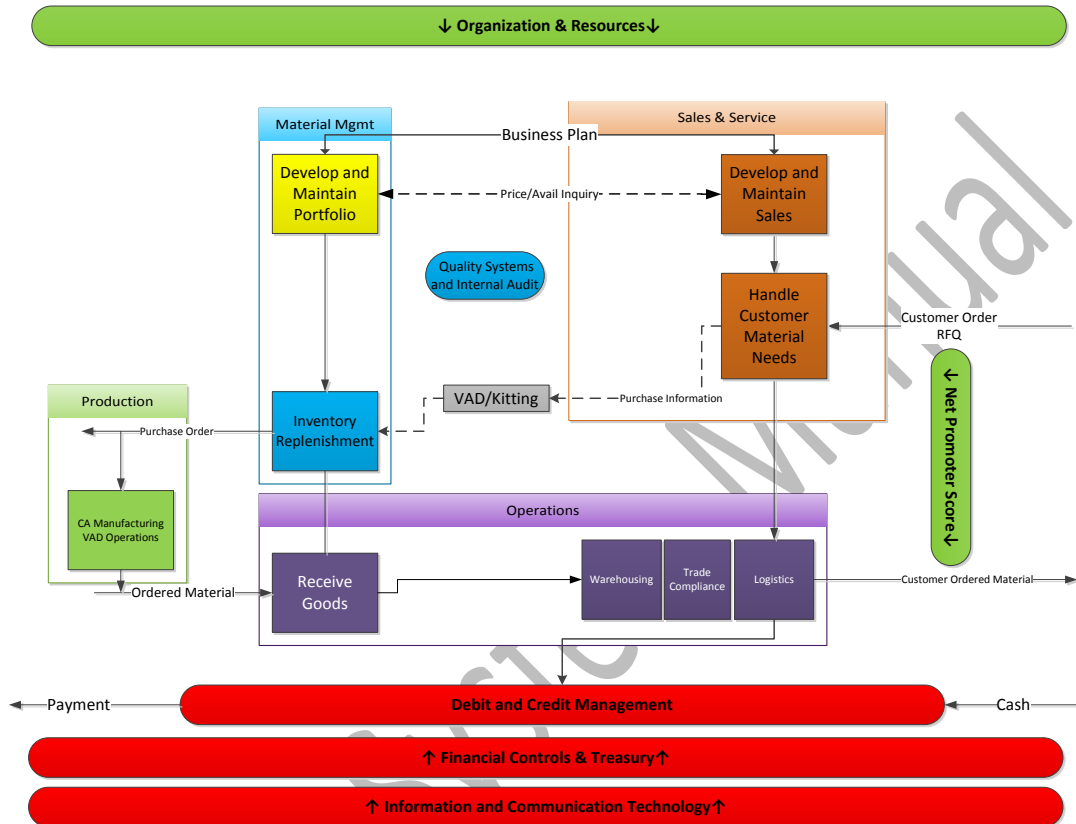 ↓ Organization & Resources↓
Material Mgmt
Sales & Service
Business Plan
Develop and
Maintain
Portfolio
Price/Avail Inquiry
Develop and
Maintain
Sales
Quality Systems
and Internal Audit
Handle
Customer
Material
Needs
Customer Order
RFQ
↓ Net Promoter Score↓
Production
VAD/Kitting
Purchase Information
Purchase Order
Inventory
Replenishment
CA Manufacturing
VAD Operations
Operations
Ordered Material
Receive
Goods
Warehousing
Trade
Compliance
Logistics
Customer Ordered Material
Payment
Debit and Credit Management
Cash
↑ Financial Controls & Treasury↑
↑ Information and Communication Technology↑
Manual